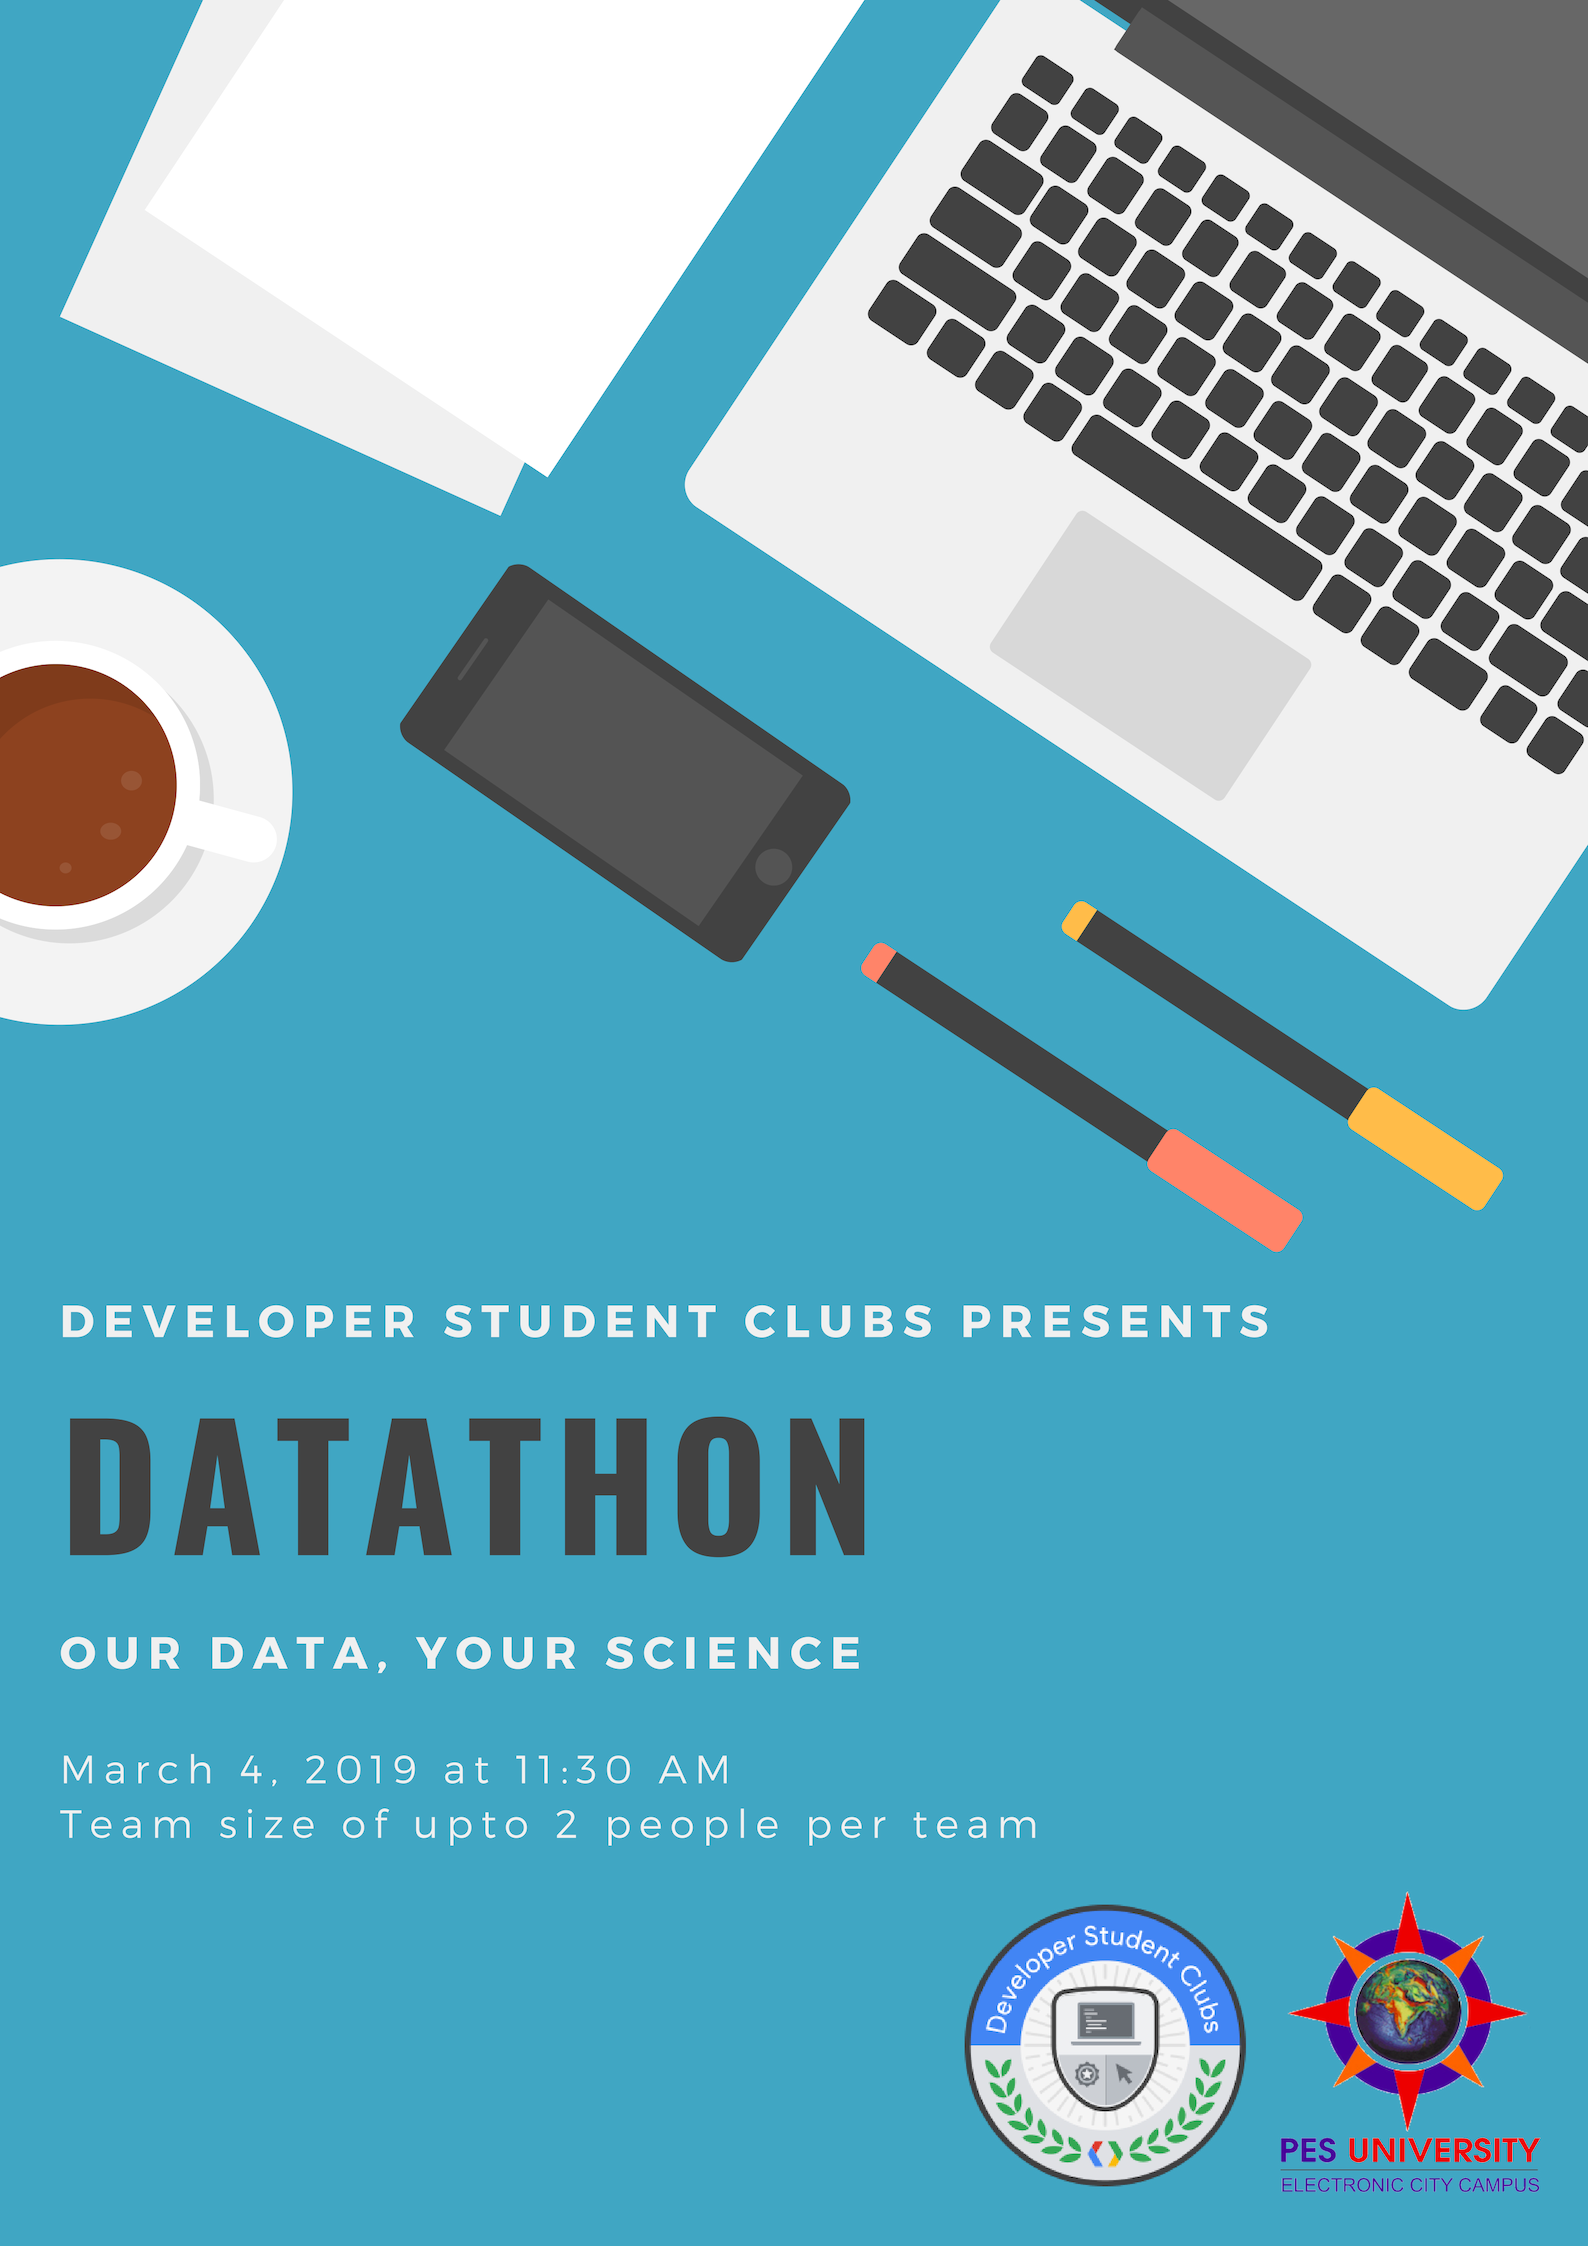 DEVELOPER STUDENT CLUBS PRESENTS
DATATHON
OUR DATA, YOUR SCIENCE
March 4, 2019 at 11:30 AM
Team size of upto 2 people per team
Developer Student Clubs
PES UNIVERSITY
ELECTRONIC CITY CAMPUS